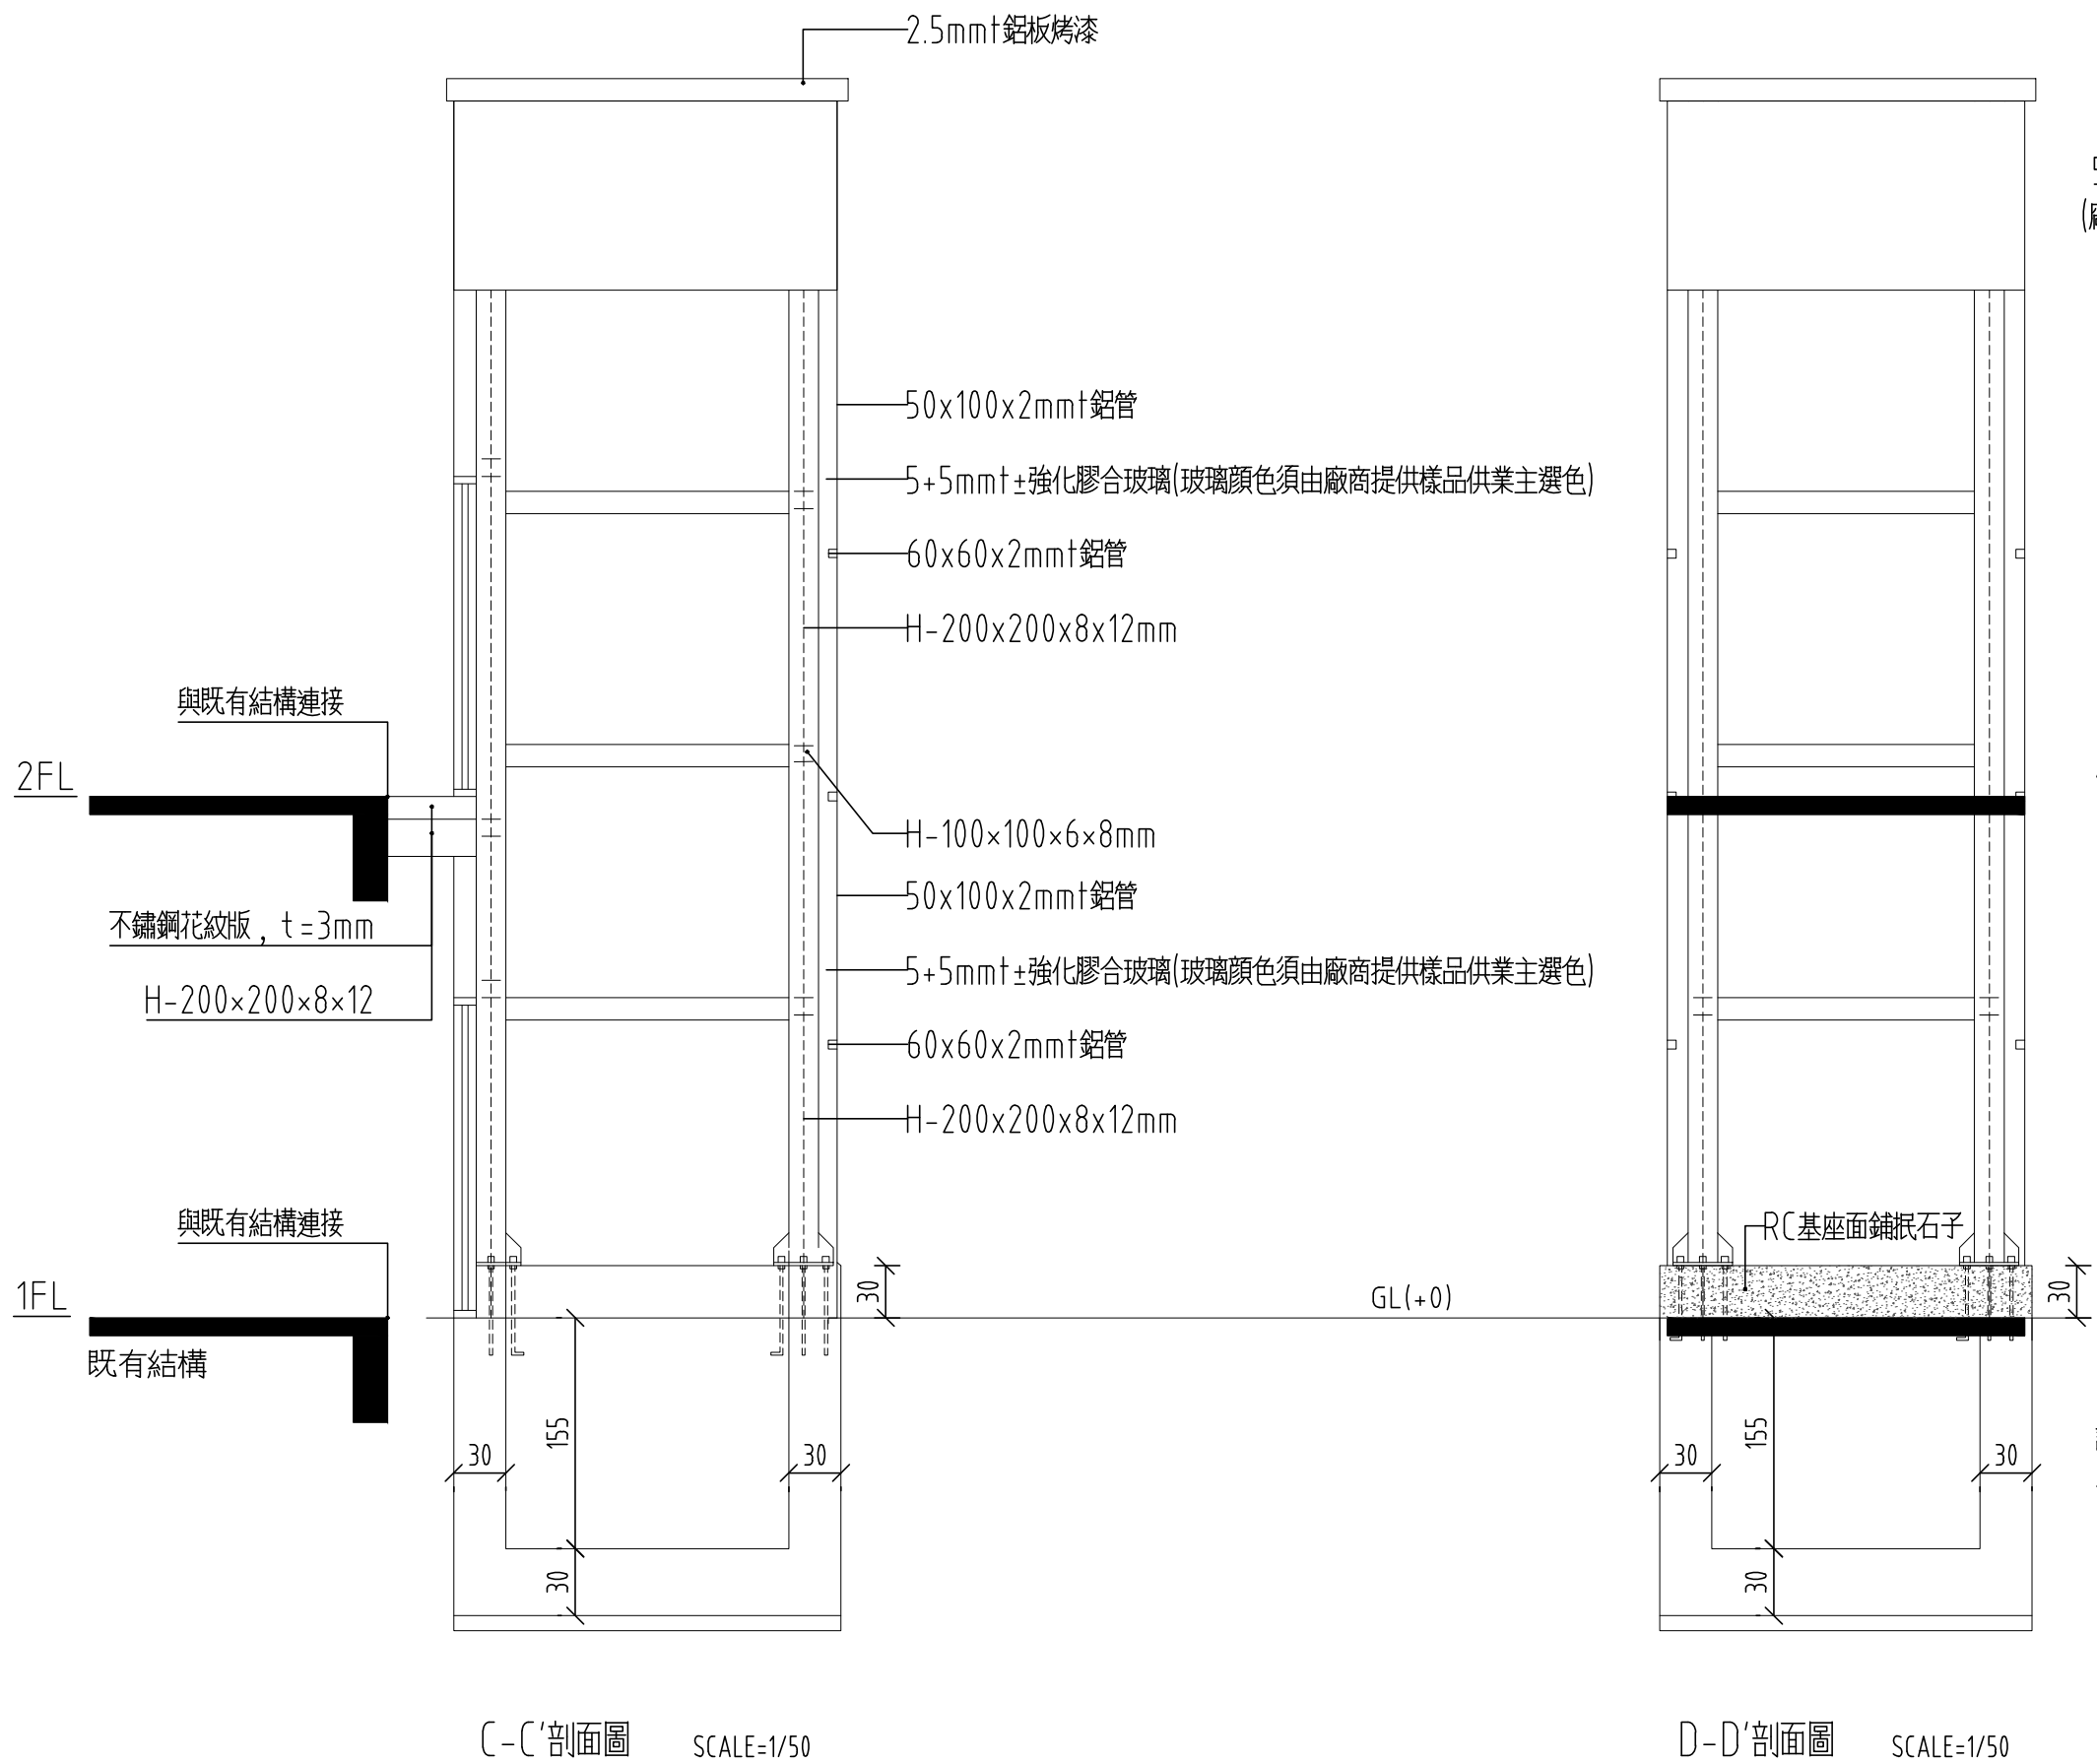 2.5mmt鋁板烤漆
50x100x2mmt鋁管
5+5mmt±強化膠合玻璃(玻璃顏色須由廠商提供樣品供業主選色)
60x60x2mmt鋁管
H-200x200x8x12mm
與既有結構連接
2FL
H-100x100x6x8mm
50x100x2mmt鋁管
不鏽鋼花紋版, t=3mm
5+5mmt±強化膠合玻璃(玻璃顏色須由廠商提供樣品供業主選色)
H-200x200x8x12
60x60x2mmt鋁管
H-200x200x8x12mm
與既有結構連接
RC基座面鋪抿石子
1FL
30
GL(+0)
30
既有結構
155
30
30
155
30
30
30
30
C-C'剖面圖 SCALE=1/50
D-D'剖面圖 SCALE=1/50